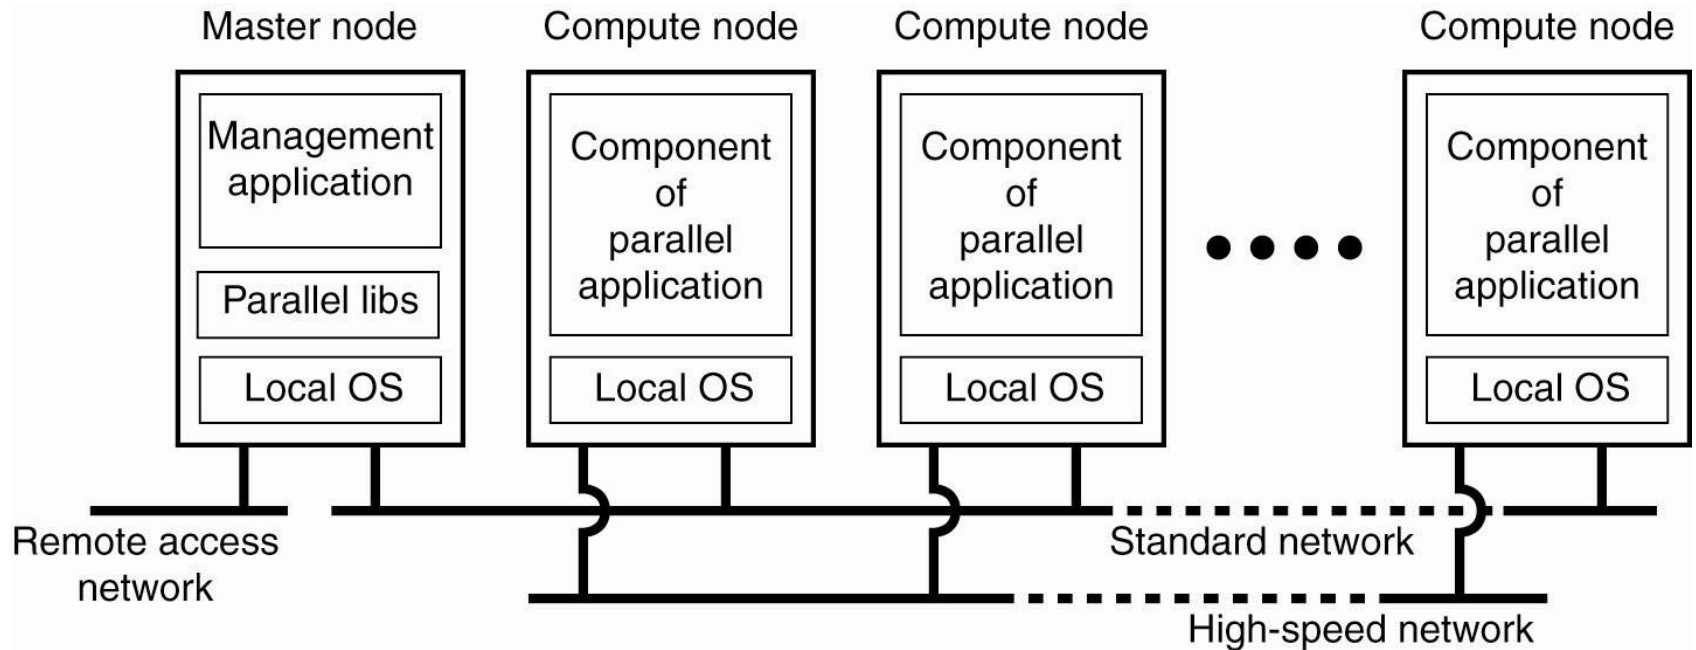 Master node
Compute node
Compute node
Compute node
Management
application
Parallel libs
Local OS
Component
of
parallel
application
Local OS
Component
of
parallel
application
Local OS
Component
of
parallel
application
Local OS
Remote access
network
Standard network
High-speed network